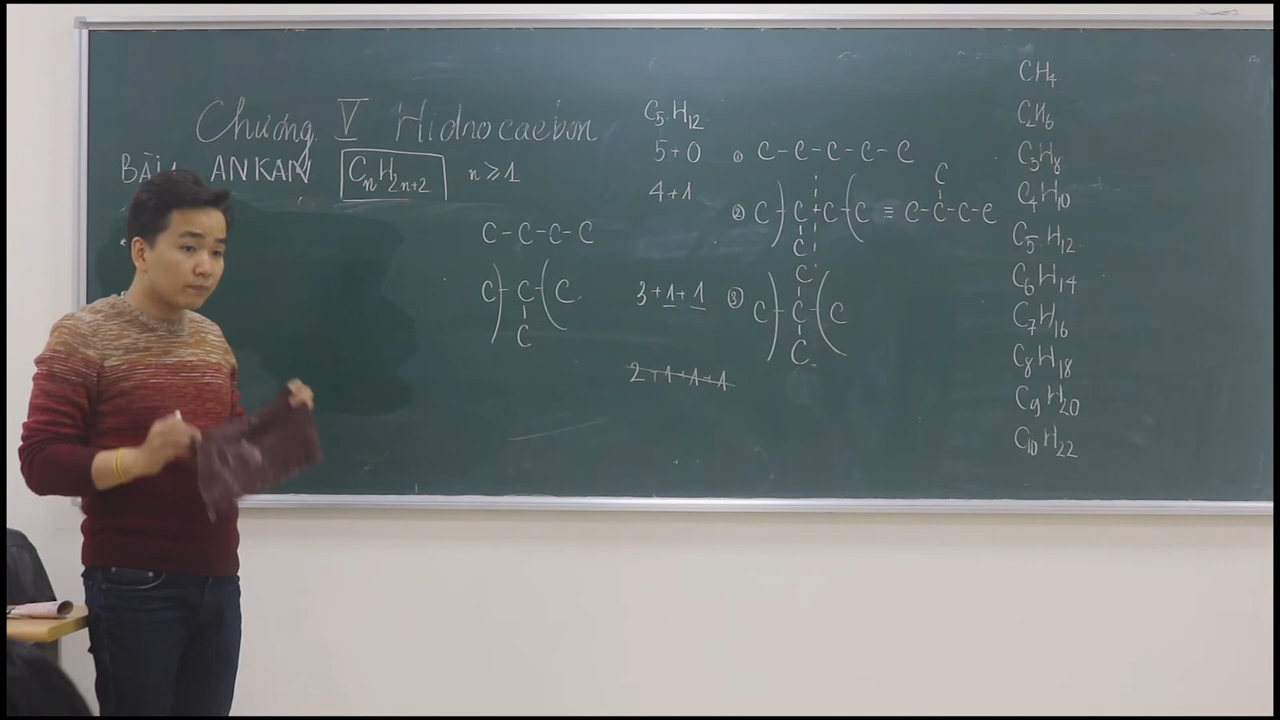 Chương V Hidrocacbon
BÀI ANKAN CnH2n+2 n ≥ 1
C-C-C-C
C-C-C
C
C5H12
5+0
4+1
3+1+1
2+1+1+1
① C-C-C-C-C
C
② C-C-C-C ≡ C-C-C-C
C
C
③ C-C-C
C
CH4
C2H6
C3H8
C4H10
C5H12
C6H14
C7H16
C8H18
C9H20
C10H22